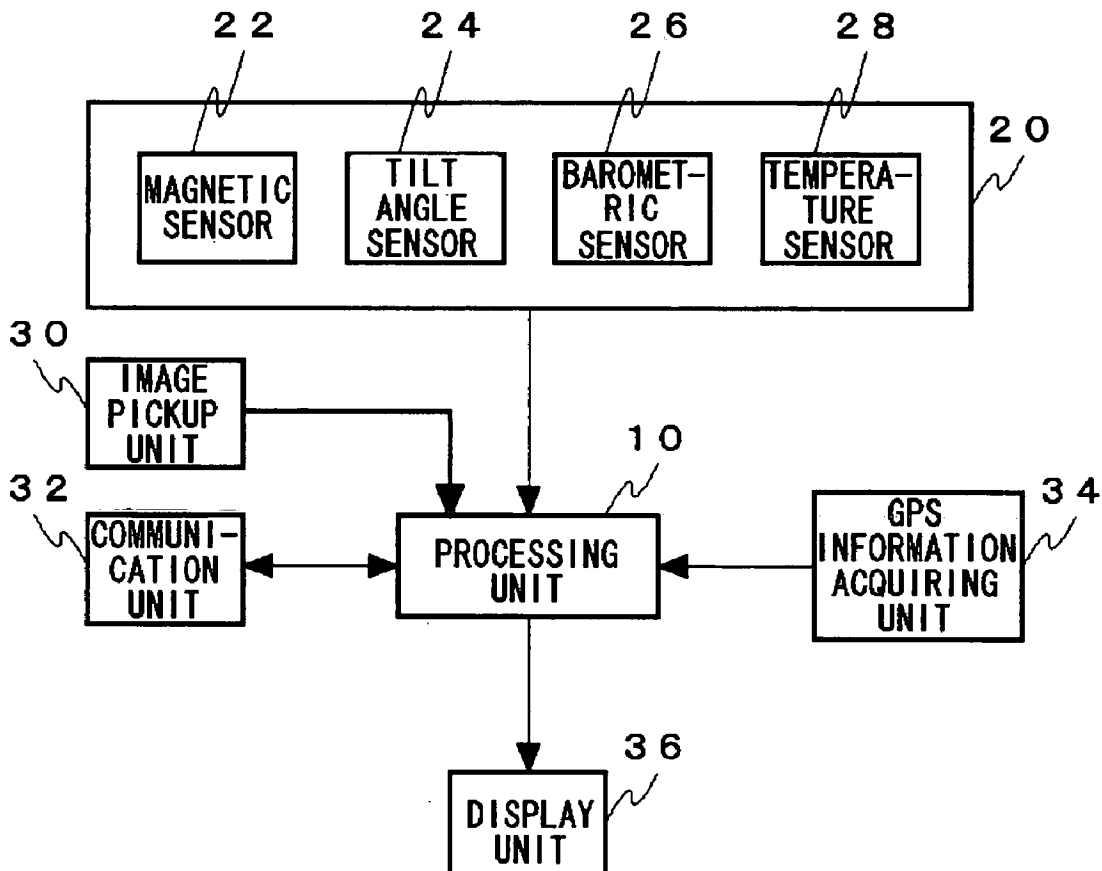 22
24
26
28
20
MAGNETIC
SENSOR
TILT
ANGLE
SENSOR
BAROMET-
RIC
SENSOR
TEMPERA-
TURE
SENSOR
30
IMAGE
PICKUP
UNIT
10
32
COMMUNI-
CATION
UNIT
PROCESSING
UNIT
34
GPS
INFORMATION
ACQUIRING
UNIT
36
DISPLAY
UNIT